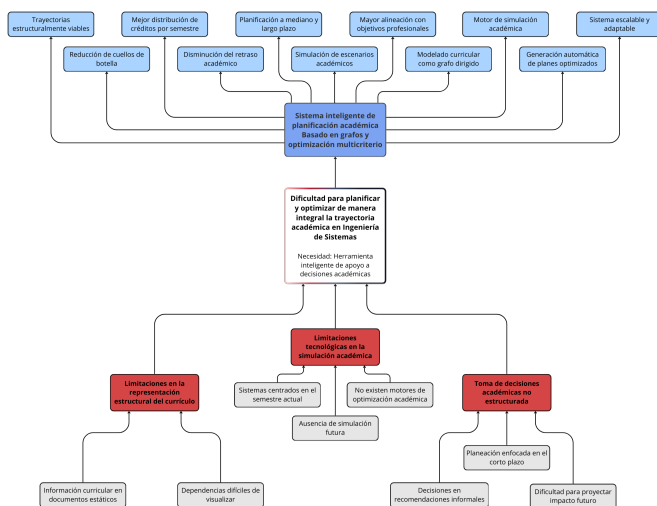 Trayectorias
estructuralmente viables
Mejor distribución de
créditos por semestre
Planificación a mediano y
largo plazo
Mayor alineación con
objetivos profesionales
Motor de simulación
académica
Sistema escalable y
adaptable
Reducción de cuellos de
botella
Disminución del retraso
académico
Simulación de escenarios
académicos
Modelado curricular
como grafo dirigido
Generación automática
de planes optimizados
Sistema inteligente de
planificación académica
Basado en grafos y
optimización multicriterio
Dificultad para planificar
y optimizar de manera
integral la trayectoria
académica en Ingeniería
de Sistemas
Necesidad: Herramienta
inteligente de apoyo a
decisiones académicas
Limitaciones
tecnológicas en la
simulación académica
Limitaciones en la
representación
estructural del currículo
Toma de decisiones
académicas no
estructurada
Sistemas centrados en el
semestre actual
No existen motores de
optimización académica
Ausencia de simulación
futura
Planeación enfocada en el
corto plazo
Información curricular en
documentos estáticos
Dependencias difíciles de
visualizar
Decisiones en
recomendaciones informales
Dificultad para proyectar
impacto futuro